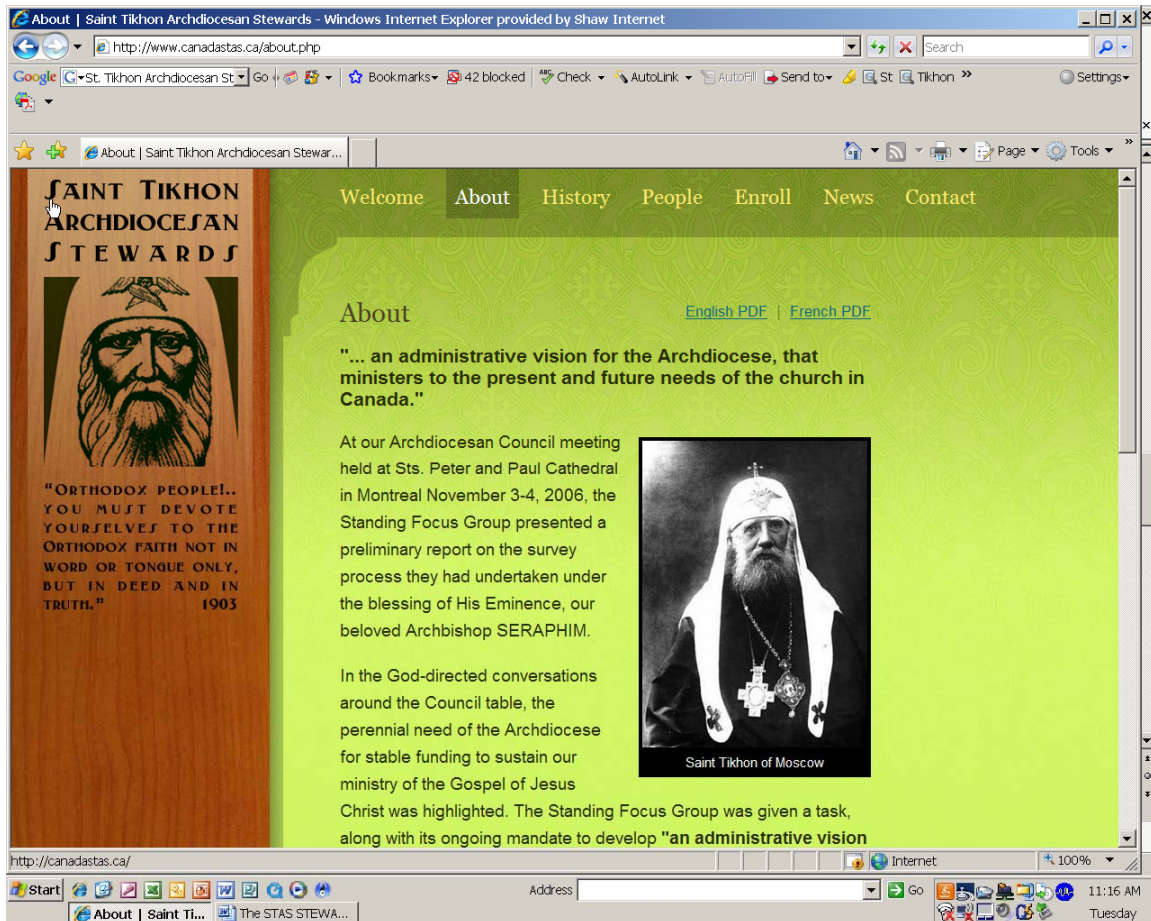 About | Saint Tikhon Archdiocesan Stewards - Windows Internet Explorer provided by Shaw Internet
http://www.canadastas.ca/about.php
Search
Google G St. Tikhon Archdiocesan St Go Bookmarks 42 blocked ABC Check AutoLink AutoFill Send to St Tikhon » Settings
About | Saint Tikhon Archdiocesan Stewar... Page Tools »
SAINT TIKHON
ARCHDIOCESAN
STEWARDS
"ORTHODOX PEOPLE!..
YOU MUST DEVOTE
YOURSELVES TO THE
ORTHODOX FAITH NOT IN
WORD OR TONGUE ONLY,
BUT IN DEED AND IN
TRUTH." 1903
Welcome About History People Enroll News Contact
About English PDF | French PDF
"... an administrative vision for the Archdiocese, that
ministers to the present and future needs of the church in
Canada."
At our Archdiocesan Council meeting
held at Sts. Peter and Paul Cathedral
in Montreal November 3-4, 2006, the
Standing Focus Group presented a
preliminary report on the survey
process they had undertaken under
the blessing of His Eminence, our
beloved Archbishop SERAPHIM.
In the God-directed conversations
around the Council table, the
perennial need of the Archdiocese
for stable funding to sustain our
ministry of the Gospel of Jesus
Saint Tikhon of Moscow
Christ was highlighted. The Standing Focus Group was given a task,
along with its ongoing mandate to develop "an administrative vision
http://canadastas.ca/ Internet 100%
Start Address Go 11:16 AM
About | Saint Ti... The STAS STEWA... Tuesday